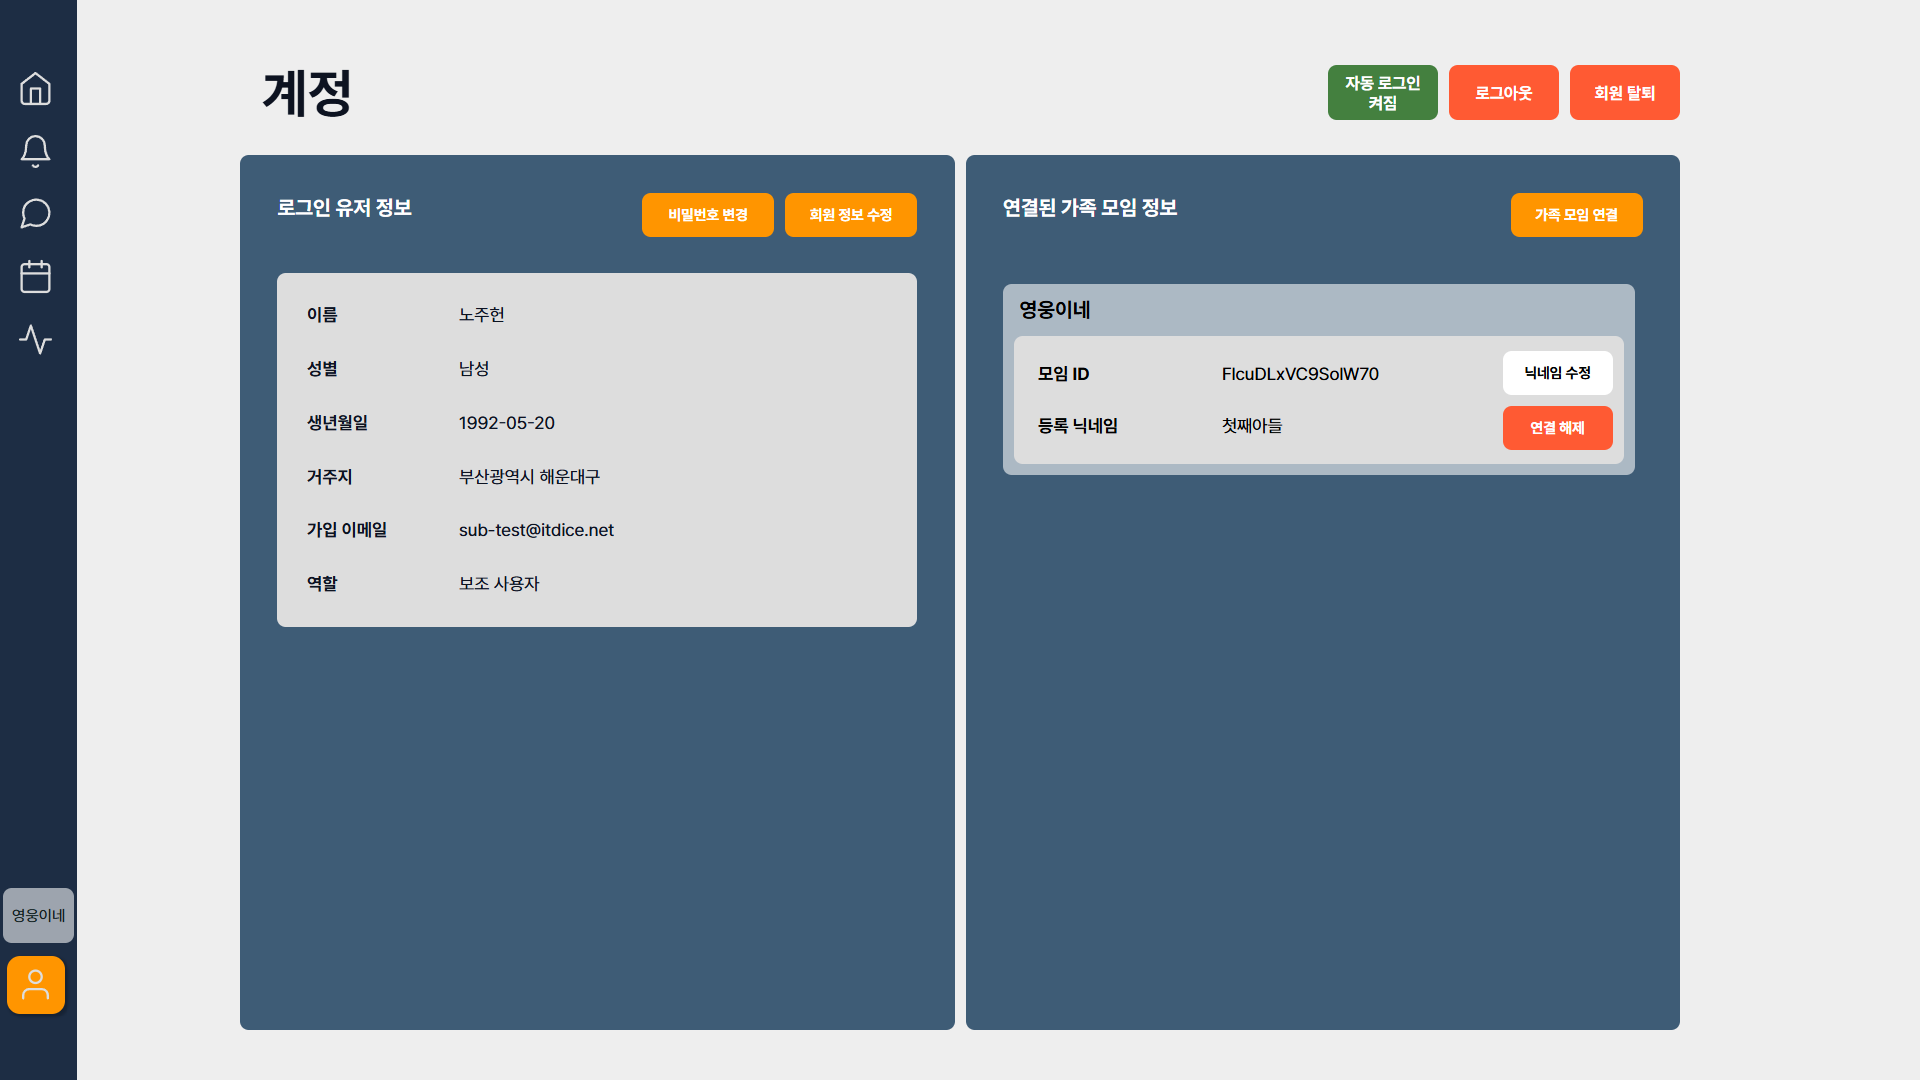 계정
자동 로그인
켜짐
로그아웃
회원 탈퇴
로그인 유저 정보
비밀번호 변경
회원 정보 수정
이름 노주헌
성별 남성
생년월일 1992-05-20
거주지 부산광역시 해운대구
가입 이메일 sub-test@itdice.net
역할 보조 사용자
연결된 가족 모임 정보
가족 모임 연결
영웅이네
모임 ID FIcuDLxVC9SolW70
닉네임 수정
등록 닉네임 첫째아들
연결 해제
영웅이네